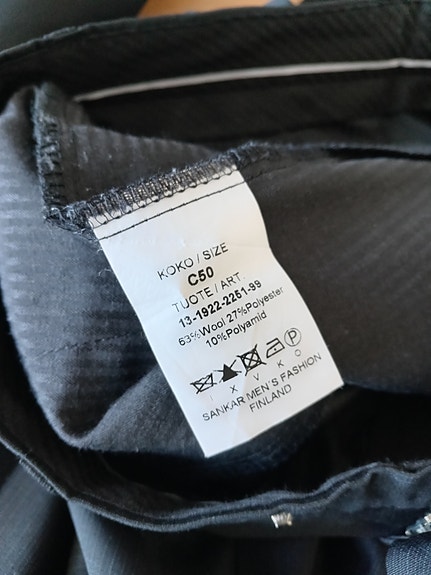 KOKO / SIZE
C50
TUOTE / ART.
13-1922-2251-99
63%Wool 27%Polyester
10%Polyamid
P
I X V K O
SANKAR MEN'S FASHION
FINLAND